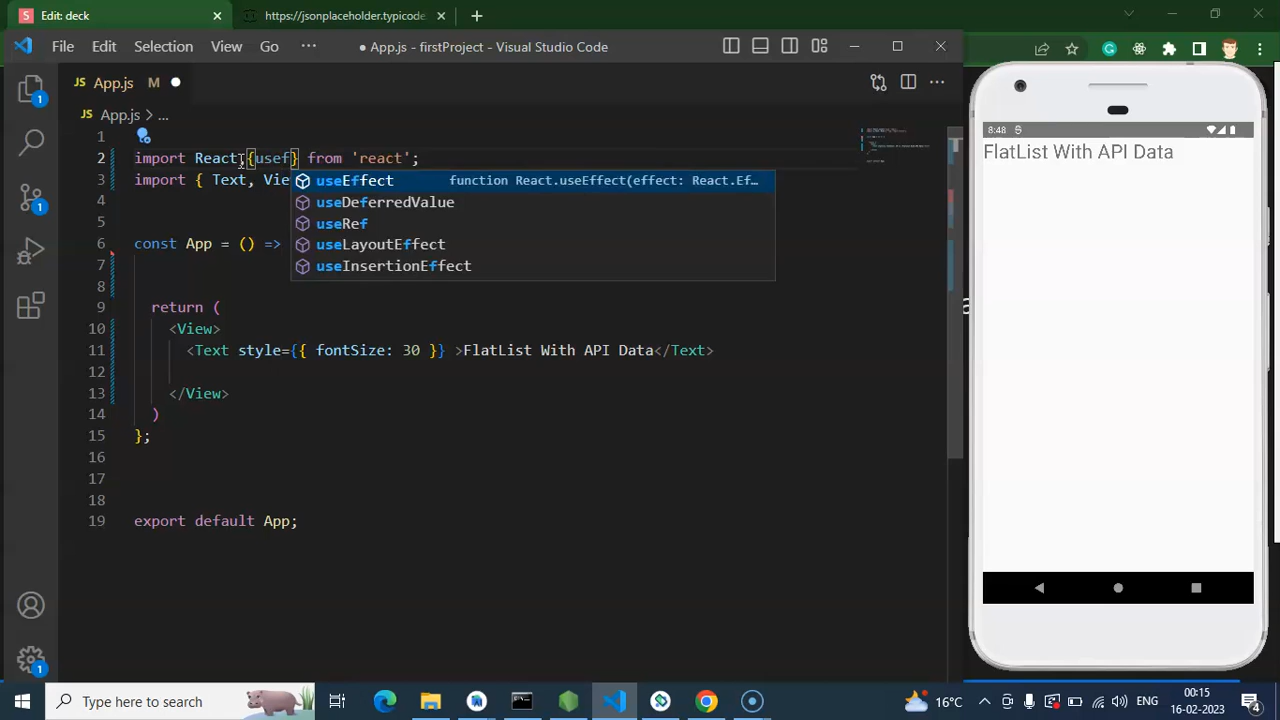 Edit: deck
https://jsonplaceholder.typicode
File Edit Selection View Go ··· ● App.js - firstProject - Visual Studio Code
JS App.js M
JS App.js > ...
1
2 import React,{usef} from 'react';
3 import { Text, Vie
useEffect function React.useEffect(effect: React.Ef…
useDeferredValue
useRef
useLayoutEffect
useInsertionEffect
4
5
6 const App = () =>
7
8
9 return (
10 <View>
11 <Text style={{ fontSize: 30 }} >FlatList With API Data</Text>
12
13 </View>
14 )
15 };
16
17
18
19 export default App;
1
1
1
8:48
FlatList With API Data
Type here to search
16°C
ENG
00:15
16-02-2023
4